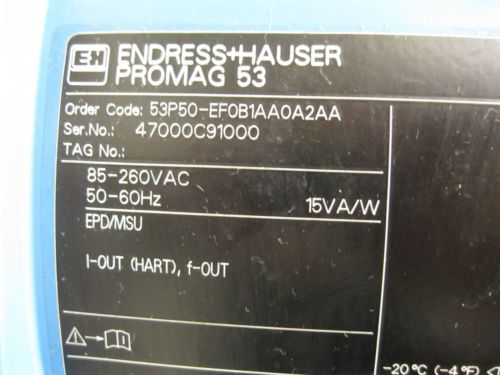 EH ENDRESS+HAUSER
PROMAG 53
Order Code: 53P50-EF0B1AA0A2AA
Ser.No.: 47000C91000
TAG No.:
85-260VAC
50-60Hz 15VA/W
EPD/MSU
I-OUT (HART), f-OUT
-20°C (-4°F) <